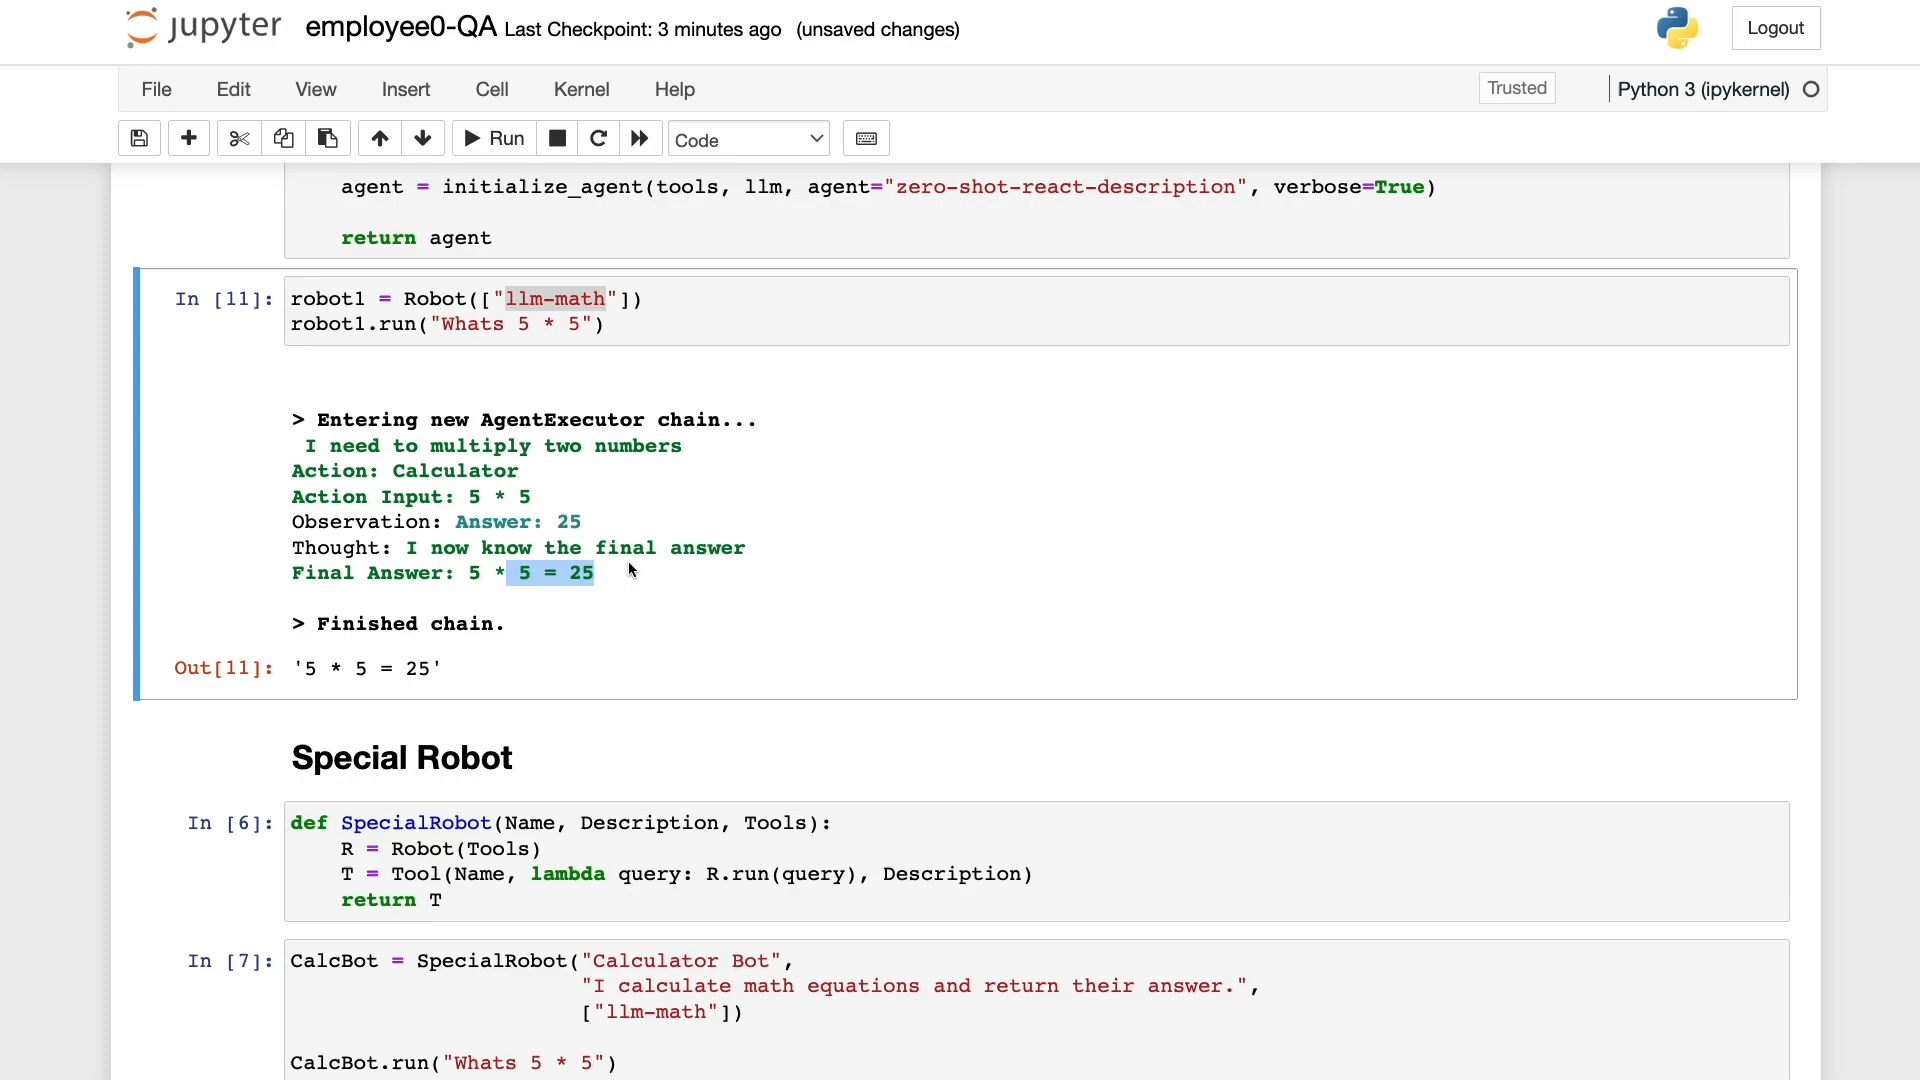 jupyter employee0-QA Last Checkpoint: 3 minutes ago (unsaved changes) Logout
File Edit View Insert Cell Kernel Help Trusted Python 3 (ipykernel)
Run Code
agent = initialize_agent(tools, llm, agent="zero-shot-react-description", verbose=True)
return agent
In [11]: robot1 = Robot(["llm-math"])
robot1.run("Whats 5 * 5")
> Entering new AgentExecutor chain...
I need to multiply two numbers
Action: Calculator
Action Input: 5 * 5
Observation: Answer: 25
Thought: I now know the final answer
Final Answer: 5 * 5 = 25
> Finished chain.
Out[11]: '5 * 5 = 25'
Special Robot
In [6]: def SpecialRobot(Name, Description, Tools):
R = Robot(Tools)
T = Tool(Name, lambda query: R.run(query), Description)
return T
In [7]: CalcBot = SpecialRobot("Calculator Bot",
"I calculate math equations and return their answer.",
["llm-math"])
CalcBot.run("Whats 5 * 5")